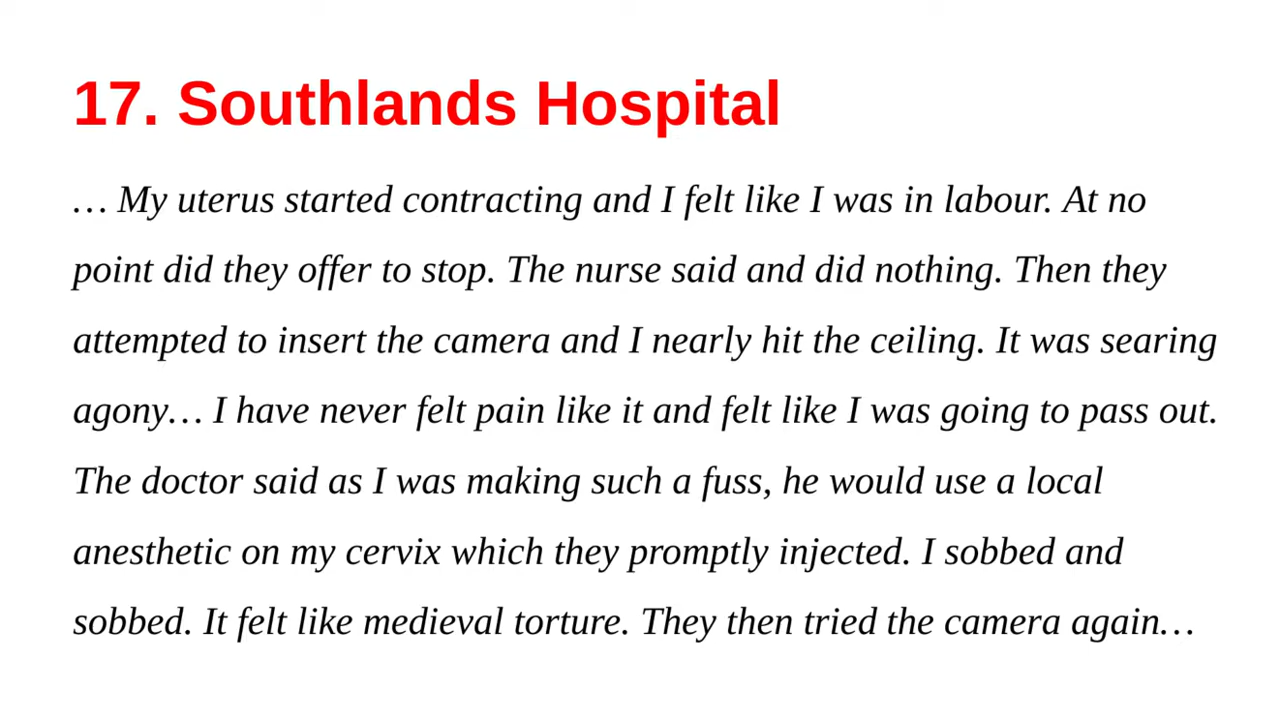 17. Southlands Hospital
… My uterus started contracting and I felt like I was in labour. At no
point did they offer to stop. The nurse said and did nothing. Then they
attempted to insert the camera and I nearly hit the ceiling. It was searing
agony… I have never felt pain like it and felt like I was going to pass out.
The doctor said as I was making such a fuss, he would use a local
anesthetic on my cervix which they promptly injected. I sobbed and
sobbed. It felt like medieval torture. They then tried the camera again…